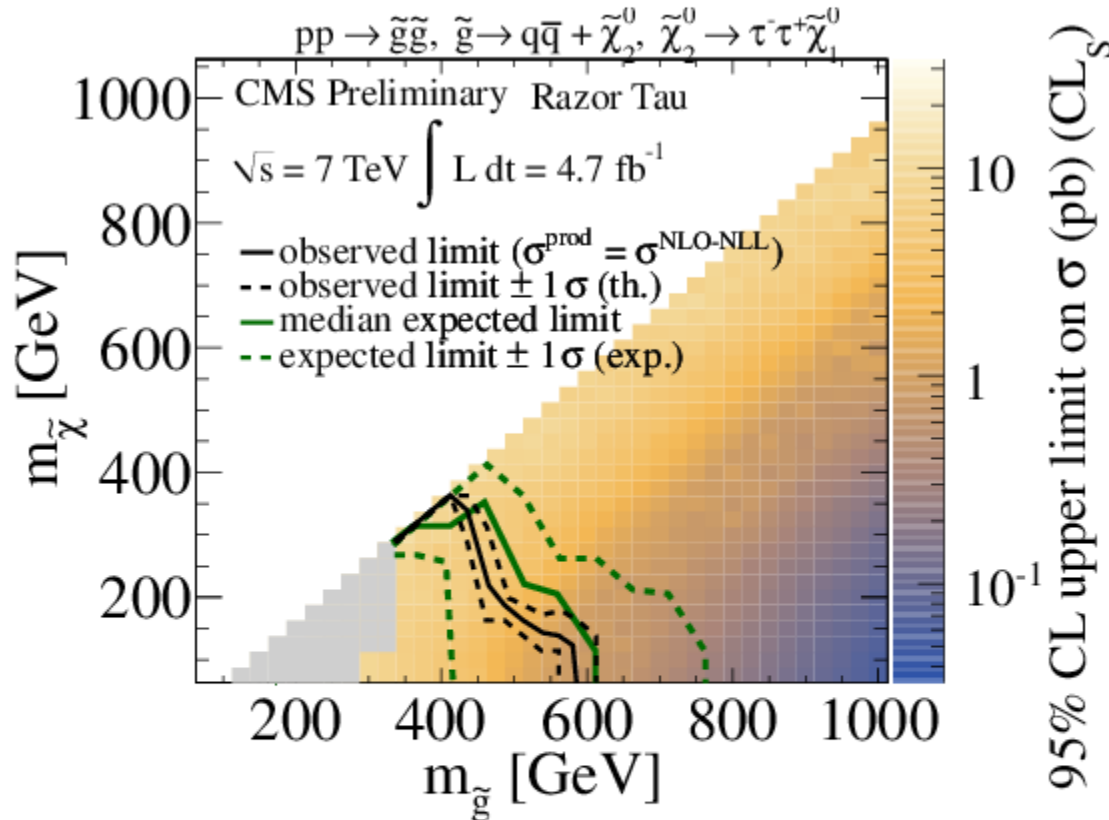 pp → g̃g̃, g̃ → qq̄ + χ̃⁰₂, χ̃⁰₂ → τ⁻τ⁺χ̃⁰₁
CMS Preliminary Razor Tau
√s = 7 TeV ∫ L dt = 4.7 fb⁻¹
observed limit (σ^prod = σ^NLO-NLL)
observed limit ± 1 σ (th.)
median expected limit
expected limit ± 1σ (exp.)
m_χ̃ [GeV]
1000
800
600
400
200
200 400 600 800 1000
m_g̃ [GeV]
10
1
10⁻¹
95% CL upper limit on σ (pb) (CL_S)